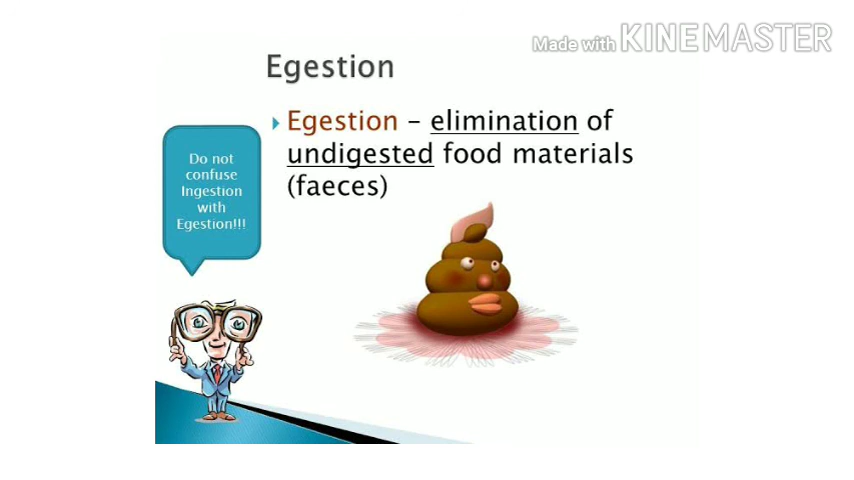 Made with KINEMASTER
Egestion
Egestion – elimination of
undigested food materials
(faeces)
Do not
confuse
Ingestion
with
Egestion!!!